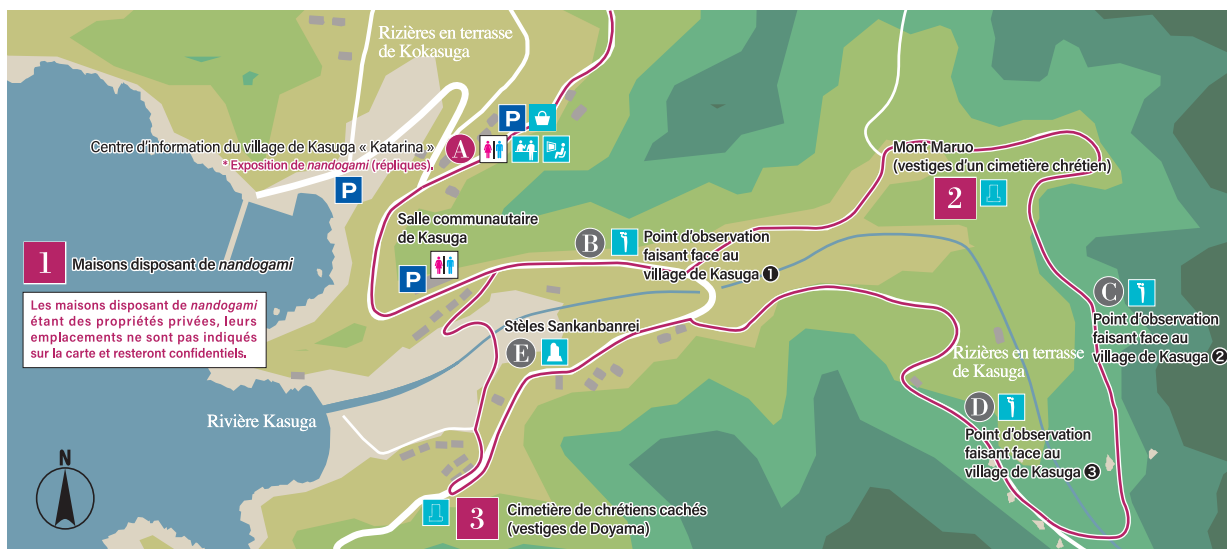 Rizières en terrasse
de Kokasuga
P
Centre d'information du village de Kasuga « Katarina »
* Exposition de nandogami (répliques).
A
P
Salle communautaire
de Kasuga
P
Mont Maruo
(vestiges d'un cimetière chrétien)
2
B
Point d'observation
faisant face au
village de Kasuga ❶
1
Maisons disposant de nandogami
Les maisons disposant de nandogami
étant des propriétés privées, leurs
emplacements ne sont pas indiqués
sur la carte et resteront confidentiels.
C
Point d'observation
faisant face au
village de Kasuga ❷
Stèles Sankanbanrei
E
Rizières en terrasse
de Kasuga
D
Point d'observation
faisant face au
village de Kasuga ❸
Rivière Kasuga
N
3
Cimetière de chrétiens cachés
(vestiges de Doyama)